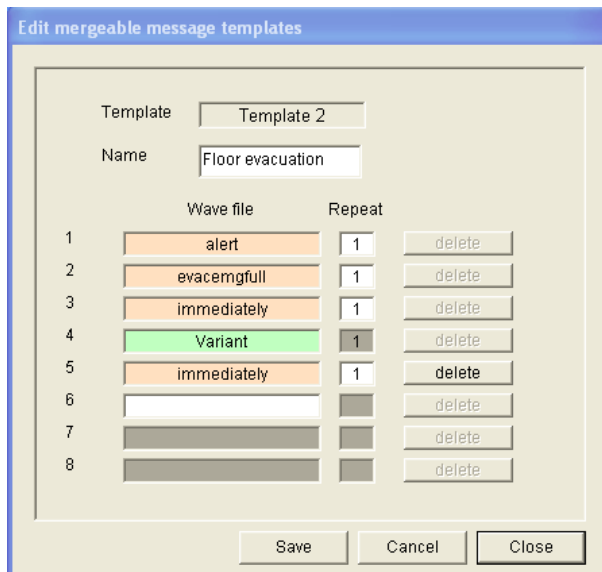 Edit mergeable message templates
Template Template 2
Name Floor evacuation
Wave file Repeat
1 alert 1 delete
2 evacemgfull 1 delete
3 immediately 1 delete
4 Variant 1 delete
5 immediately 1 delete
6 delete
7 delete
8 delete
Save Cancel Close